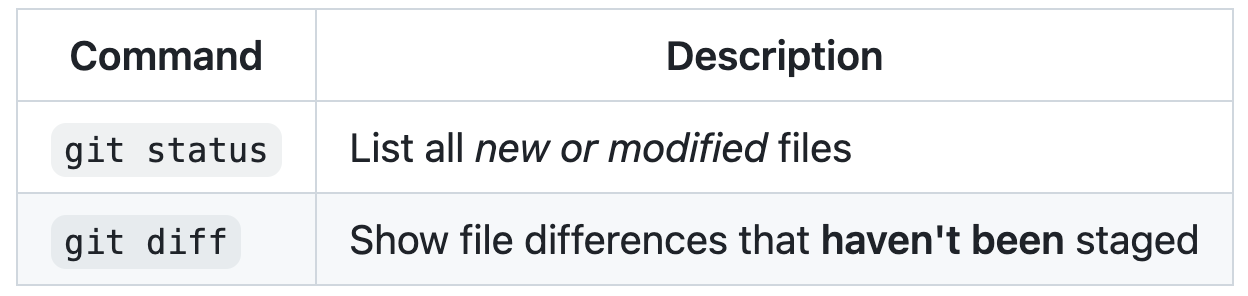 Command Description
git status List all new or modified files
git diff Show file differences that haven't been staged